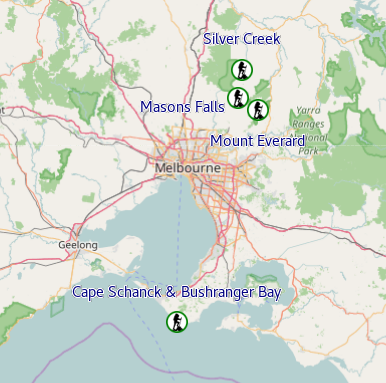 Silver Creek
Masons Falls
Yarra
Ranges
National
Park
Mount Everard
Melbourne
Geelong
Cape Schanck & Bushranger Bay